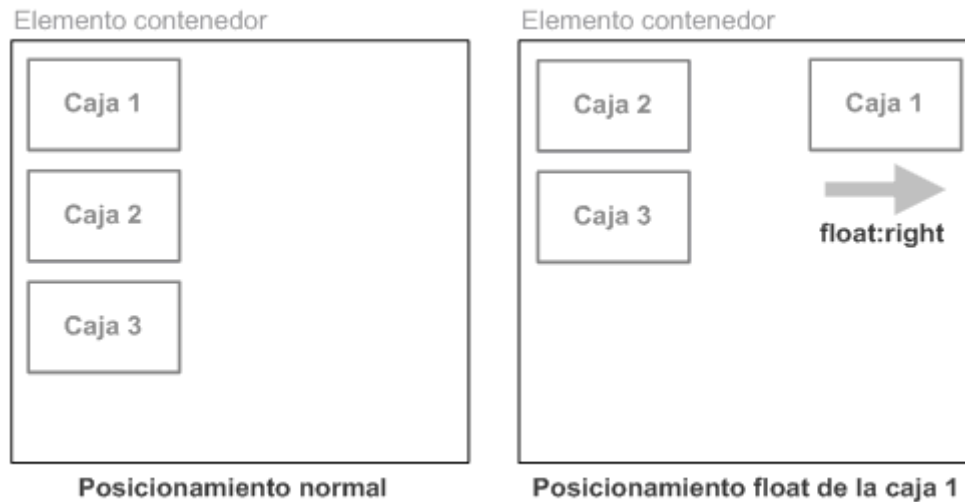 Elemento contenedor
Caja 1
Caja 2
Caja 3
Posicionamiento normal
Elemento contenedor
Caja 2
Caja 1
Caja 3
float:right
Posicionamiento float de la caja 1